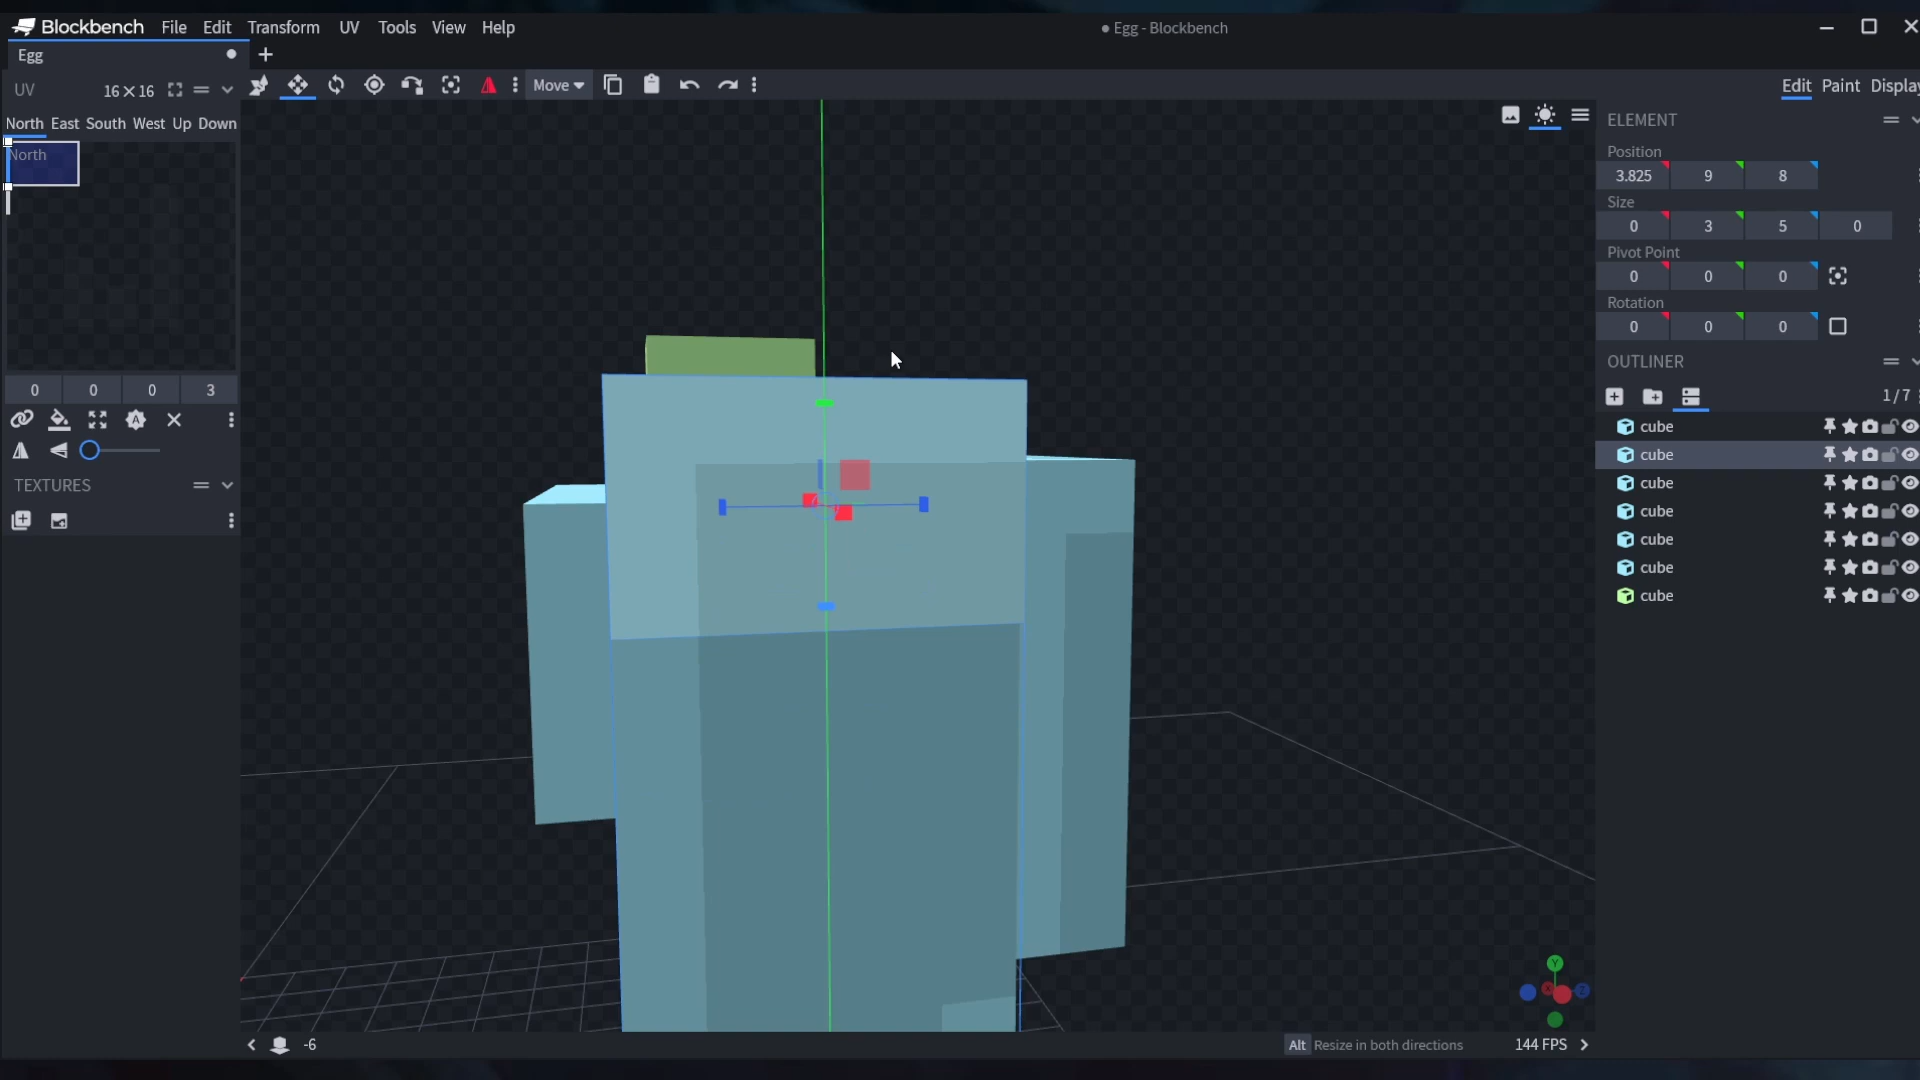 Blockbench File Edit Transform UV Tools View Help
Egg - Blockbench
Egg
UV 16×16
Move
Edit Paint Display
North East South West Up Down
North
0 0 0 3
TEXTURES
ELEMENT
Position
3.825 9 8
Size
0 3 5 0
Pivot Point
0 0 0
Rotation
0 0 0
OUTLINER
1/7
cube
cube
cube
cube
cube
cube
cube
Y
Z
-6
Alt Resize in both directions 144 FPS